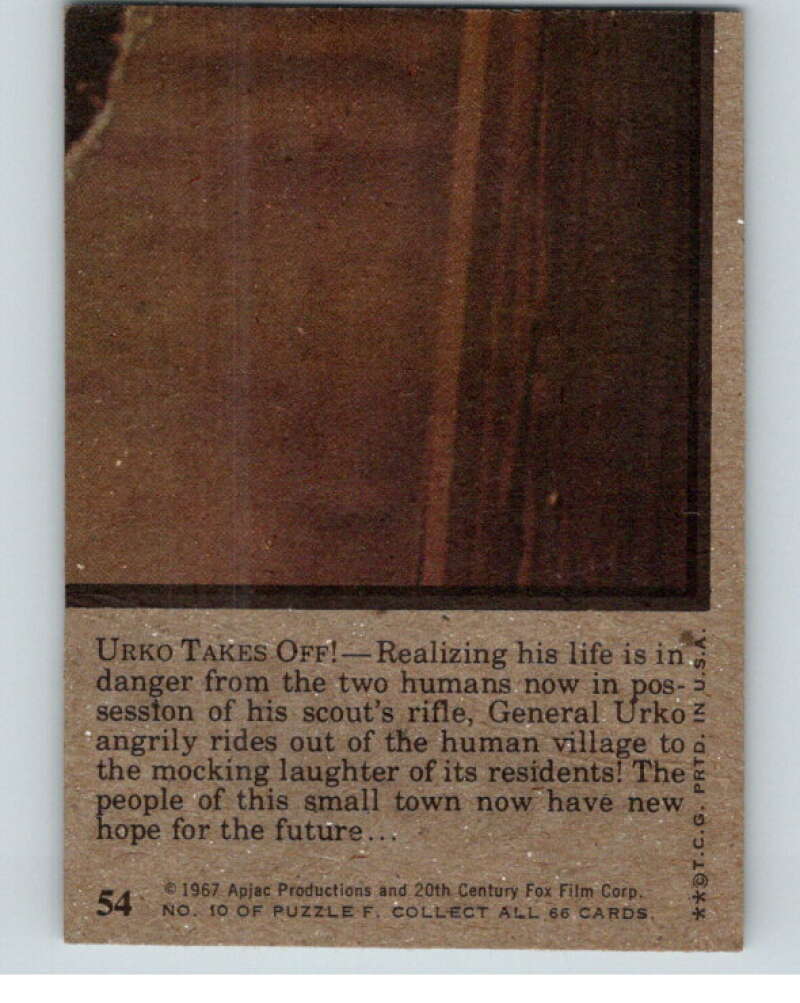 URKO TAKES OFF!—Realizing his life is in
danger from the two humans now in pos-
session of his scout's rifle, General Urko
angrily rides out of the human village to
the mocking laughter of its residents! The
people of this small town now have new
hope for the future...
54
© 1967 Apjac Productions and 20th Century Fox Film Corp.
NO. 10 OF PUZZLE F. COLLECT ALL 66 CARDS.
**©T.C.G. PRTD. IN U.S.A.